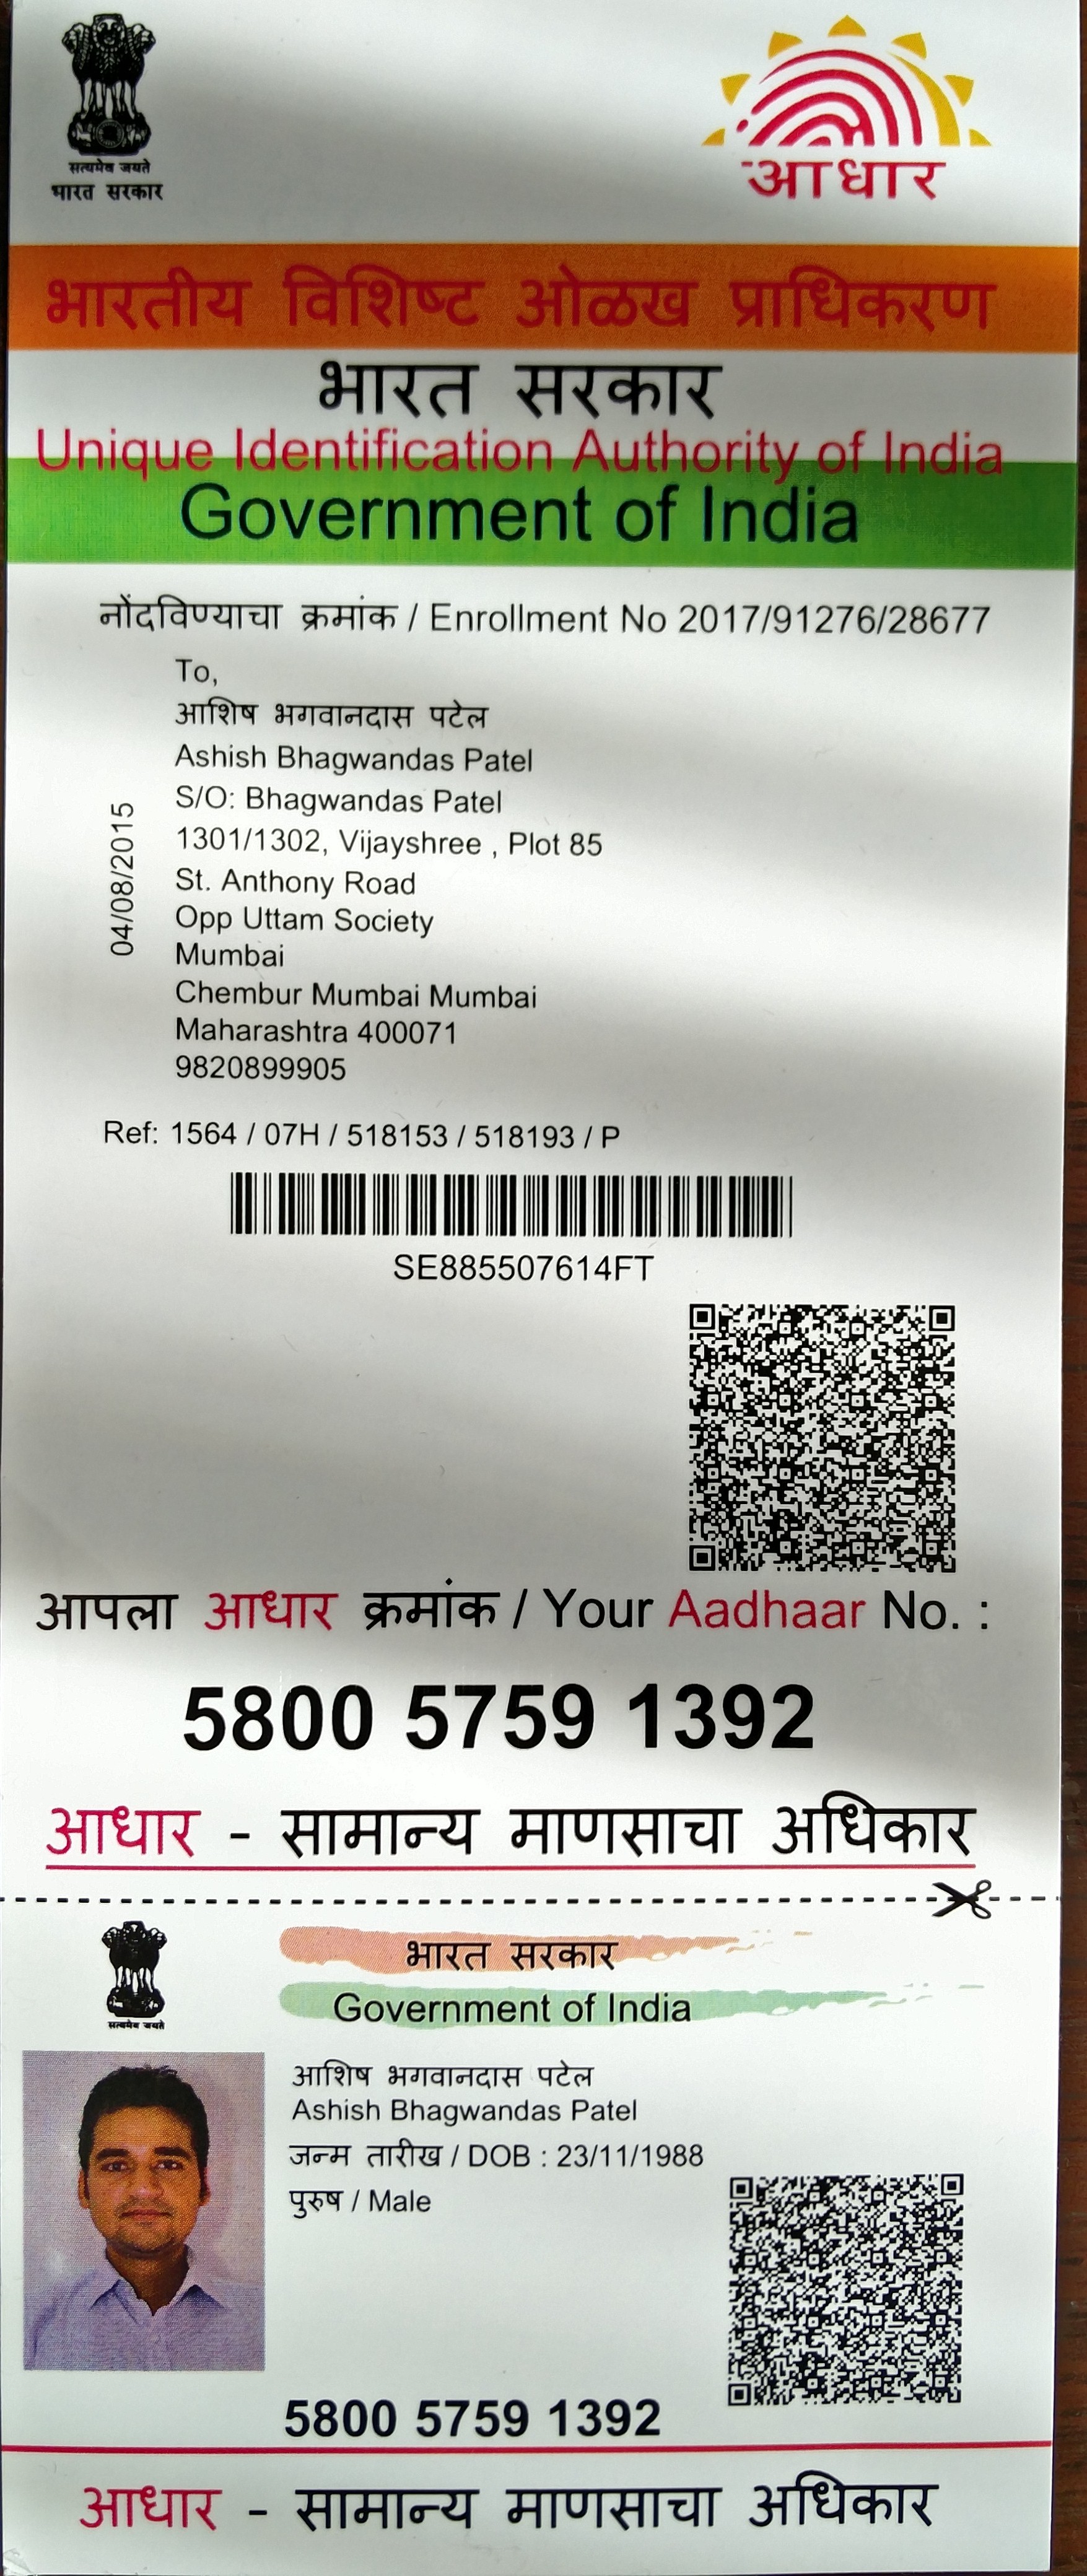 सत्यमेव जयते
भारत सरकार
आधार
भारतीय विशिष्ट ओळख प्राधिकरण
भारत सरकार
Unique Identification Authority of India
Government of India
नोंदविण्याचा क्रमांक / Enrollment No 2017/91276/28677
To,
आशिष भगवानदास पटेल
Ashish Bhagwandas Patel
S/O: Bhagwandas Patel
1301/1302, Vijayshree , Plot 85
St. Anthony Road
Opp Uttam Society
Mumbai
Chembur Mumbai Mumbai
Maharashtra 400071
9820899905
04/08/2015
Ref: 1564 / 07H / 518153 / 518193 / P
SE885507614FT
आपला आधार क्रमांक / Your Aadhaar No. :
5800 5759 1392
आधार - सामान्य माणसाचा अधिकार
सत्यमेव जयते
भारत सरकार
Government of India
आशिष भगवानदास पटेल
Ashish Bhagwandas Patel
जन्म तारीख / DOB : 23/11/1988
पुरुष / Male
5800 5759 1392
आधार - सामान्य माणसाचा अधिकार